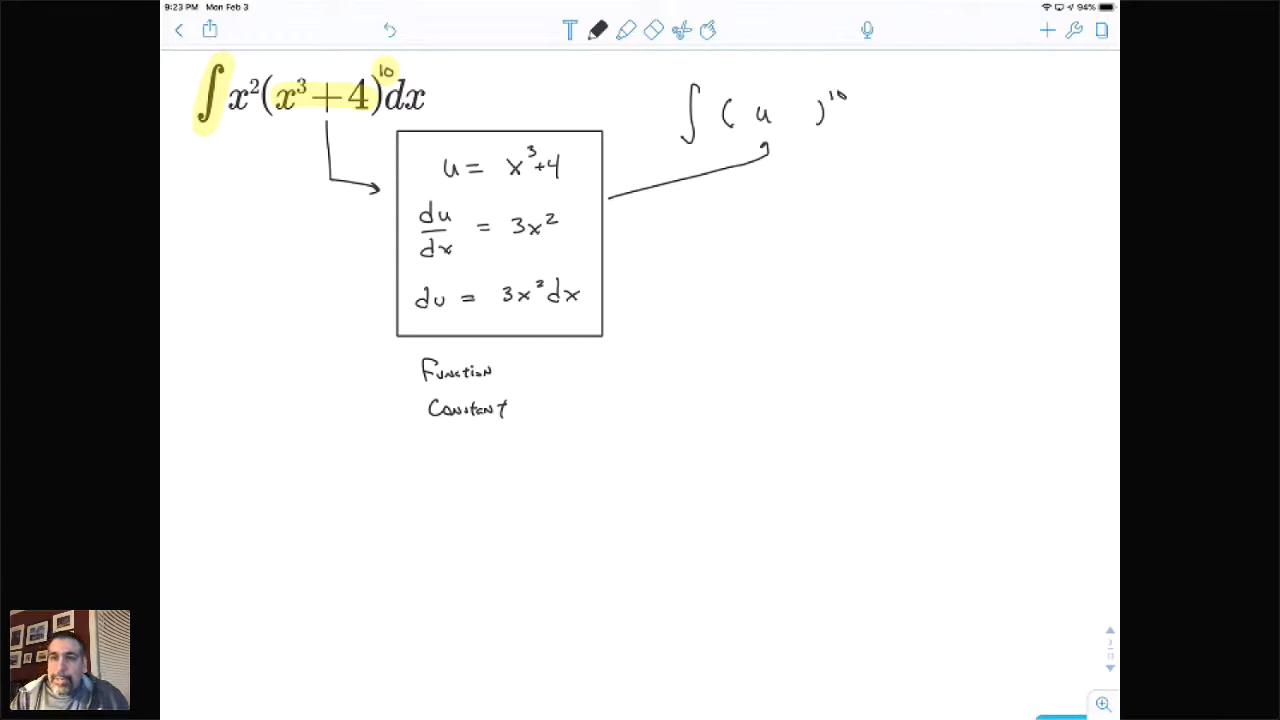 9:23 PM Mon Feb 3
94%
∫ x²(x³+4)¹⁰dx
∫ ( u )¹⁰
u = x³+4
du/dx = 3x²
du = 3x²dx
Function
Constant
T